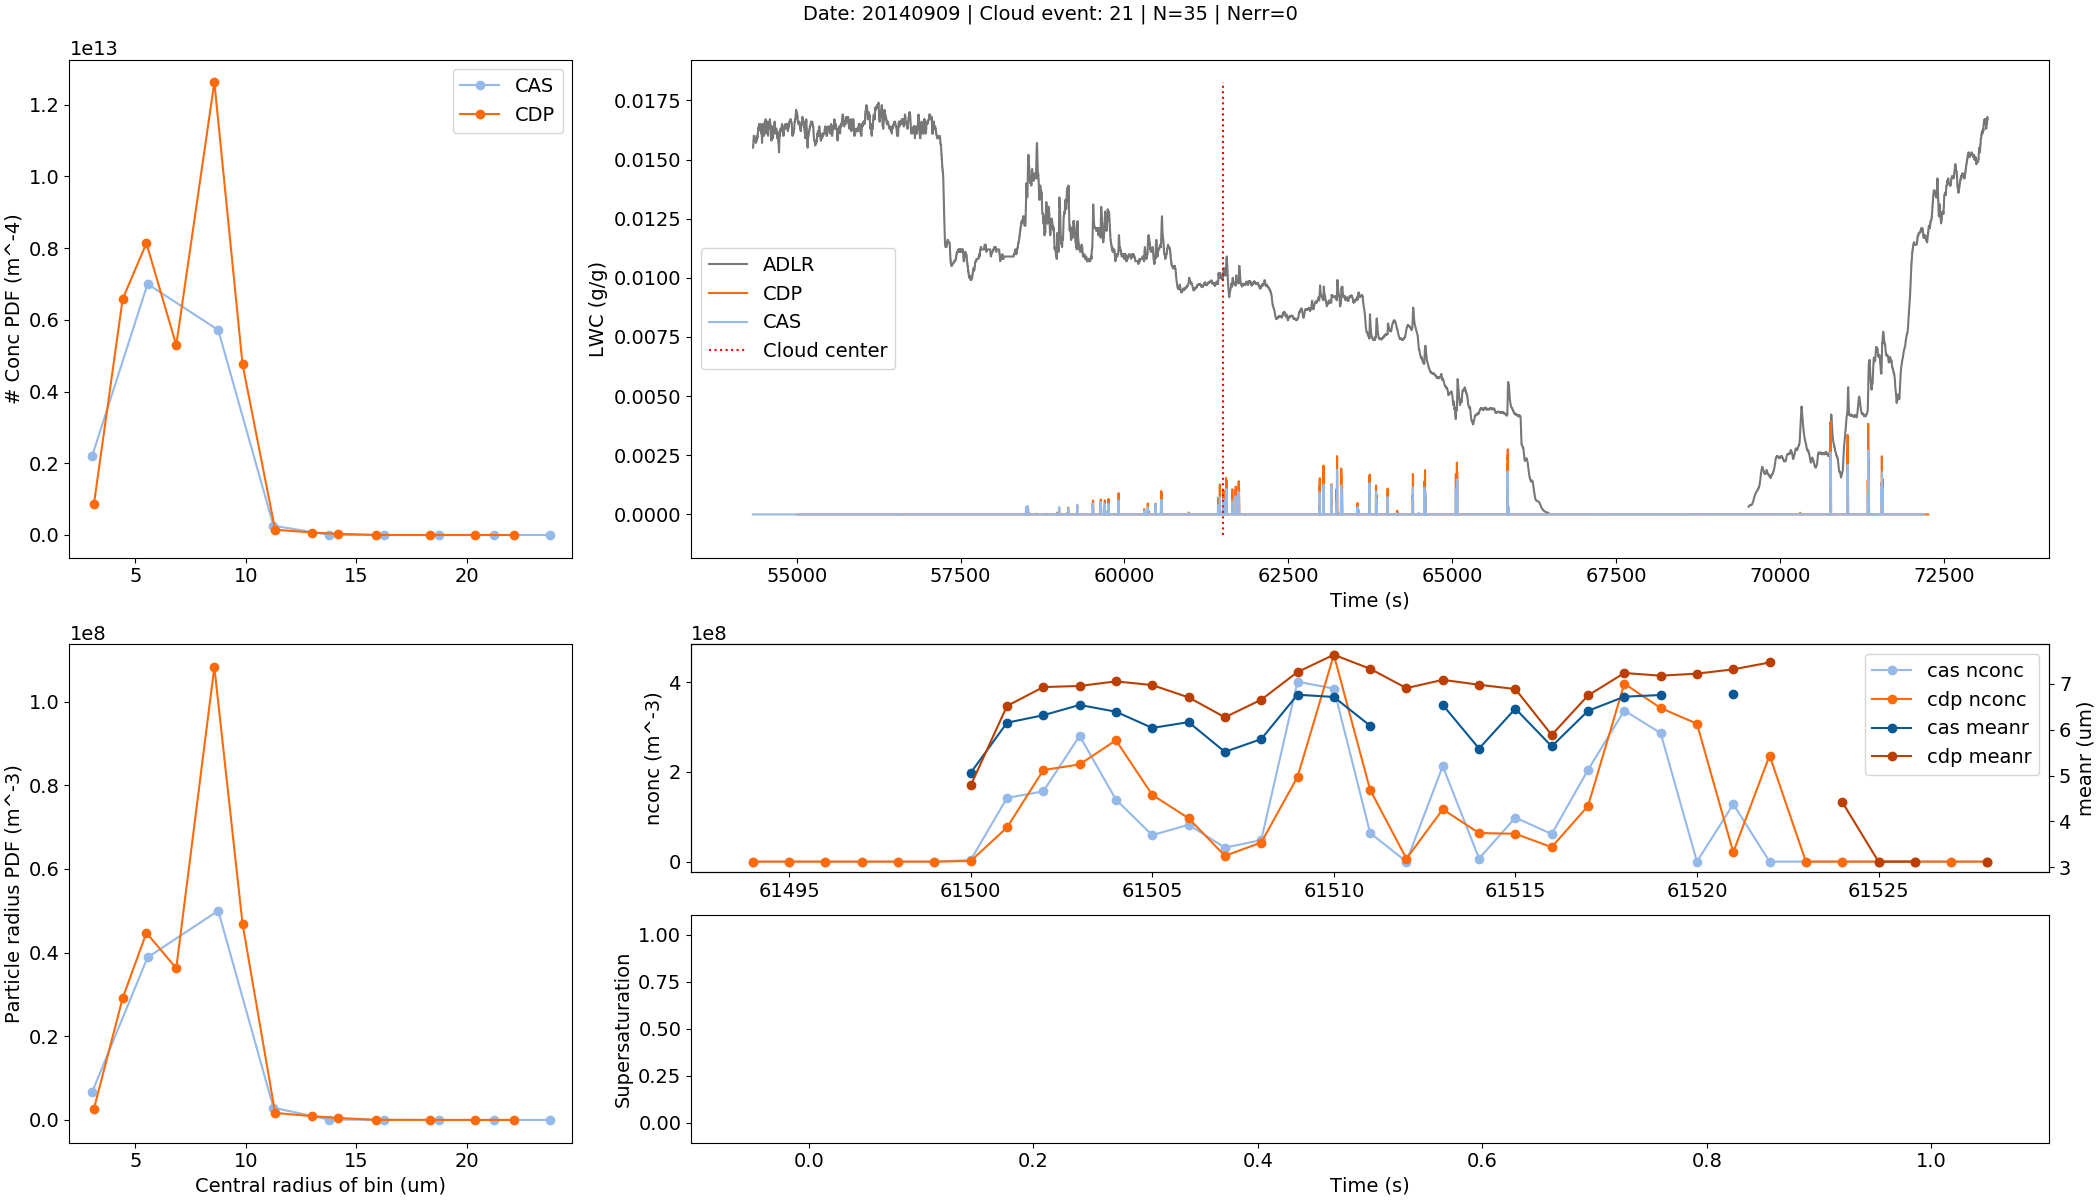 Date: 20140909 | Cloud event: 21 | N=35 | Nerr=0
1e13
# Conc PDF (m^-4)
1.2
1.0
0.8
0.6
0.4
0.2
0.0
5 10 15 20
CAS
CDP
LWC (g/g)
0.0175
0.0150
0.0125
0.0100
0.0075
0.0050
0.0025
0.0000
ADLR
CDP
CAS
Cloud center
55000 57500 60000 62500 65000 67500 70000 72500
Time (s)
1e8
Particle radius PDF (m^-3)
1.0
0.8
0.6
0.4
0.2
0.0
5 10 15 20
Central radius of bin (um)
1e8
nconc (m^-3)
4
2
0
cas nconc
cdp nconc
cas meanr
cdp meanr
7
6
5
4
3
meanr (um)
61495 61500 61505 61510 61515 61520 61525
Supersaturation
1.00
0.75
0.50
0.25
0.00
0.0 0.2 0.4 0.6 0.8 1.0
Time (s)